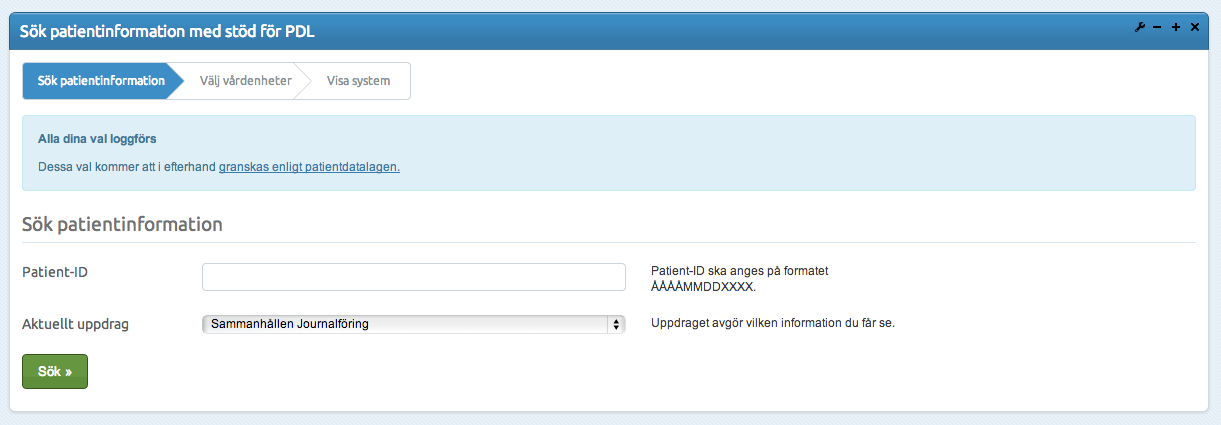 Sök patientinformation med stöd för PDL
Sök patientinformation Välj vårdenheter Visa system
Alla dina val loggförs
Dessa val kommer att i efterhand granskas enligt patientdatalagen.
Sök patientinformation
Patient-ID
Patient-ID ska anges på formatet
ÅÅÅÅMMDDXXXX.
Aktuellt uppdrag
Sammanhållen Journalföring
Uppdraget avgör vilken information du får se.
Sök »